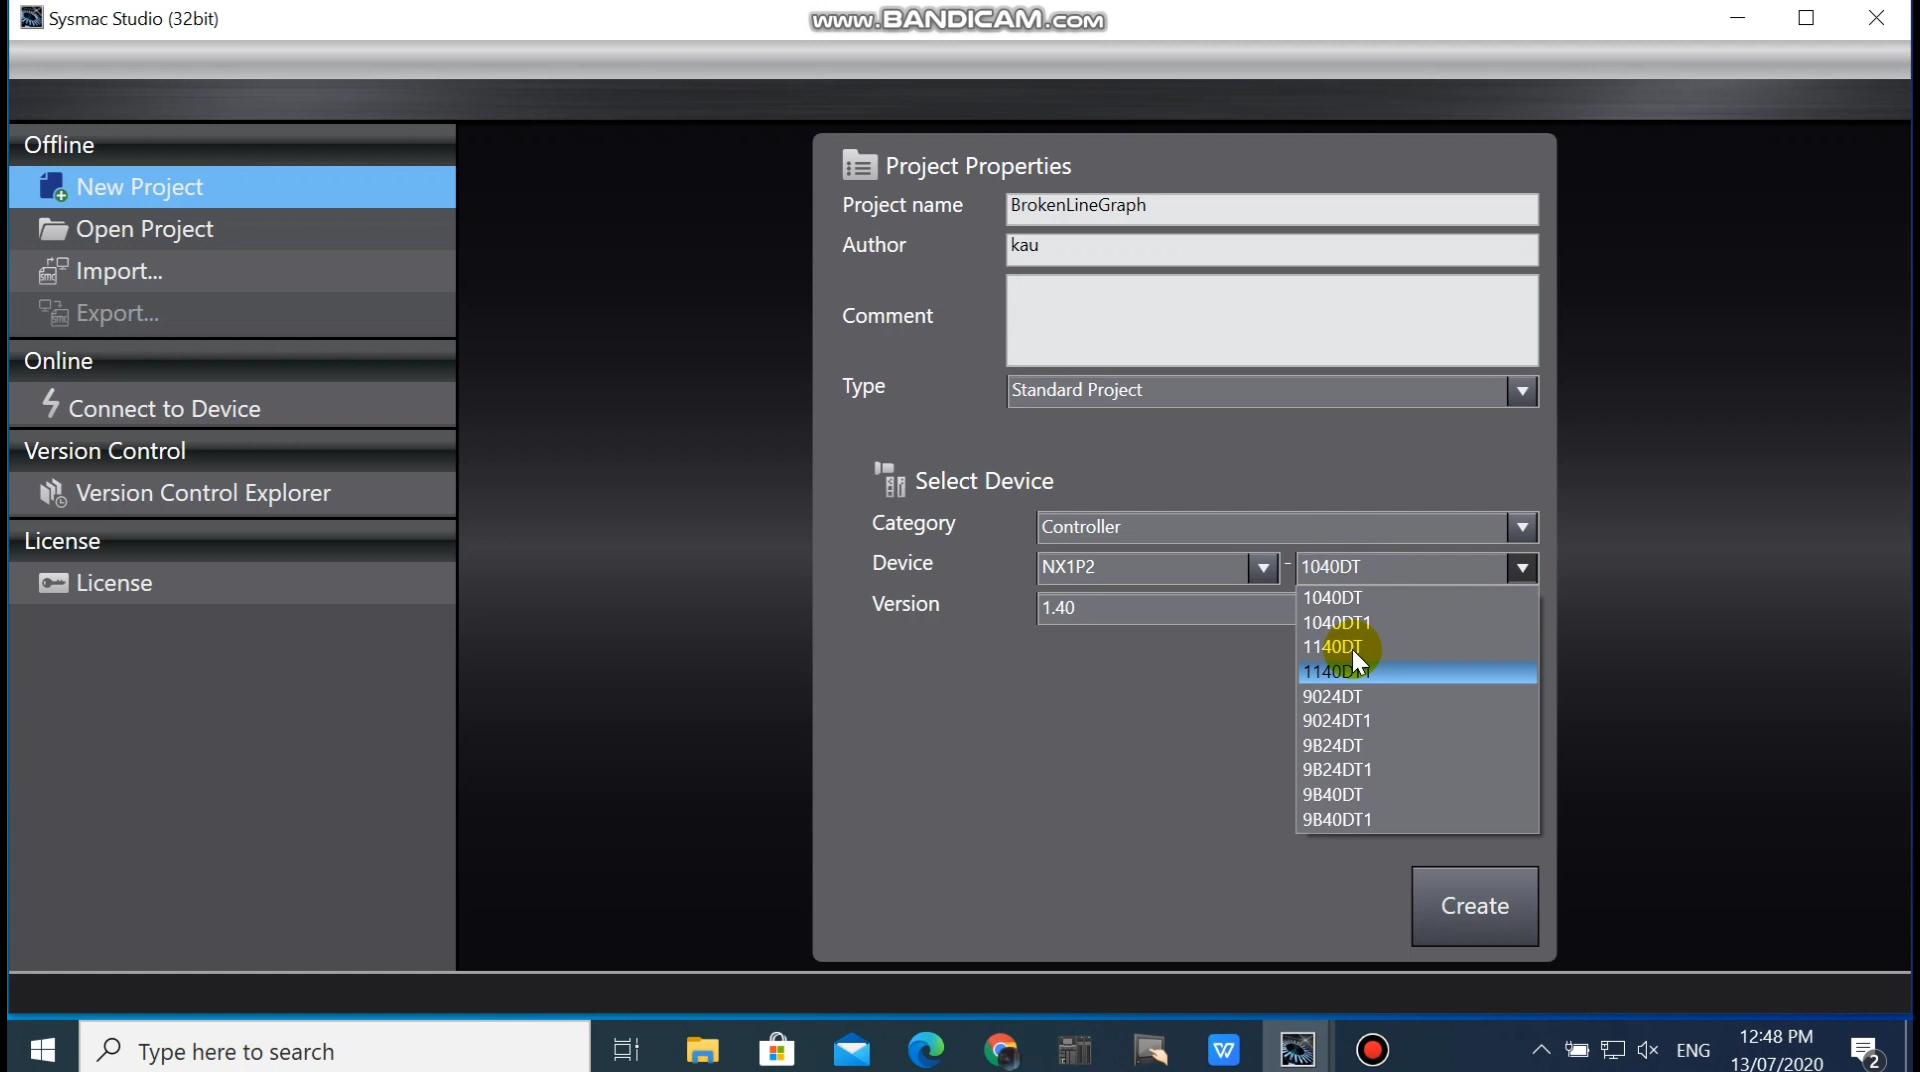 Sysmac Studio (32bit)
www.BANDICAM.com
Offline
New Project
Open Project
Import...
Export...
Online
Connect to Device
Version Control
Version Control Explorer
License
License
Project Properties
Project name
BrokenLineGraph
Author
kau
Comment
Type
Standard Project
Select Device
Category
Controller
Device
NX1P2
-
1040DT
Version
1.40
1040DT
1040DT1
1140DT
1140DT1
9024DT
9024DT1
9B24DT
9B24DT1
9B40DT
9B40DT1
Create
Type here to search
W
ENG
12:48 PM
13/07/2020
2